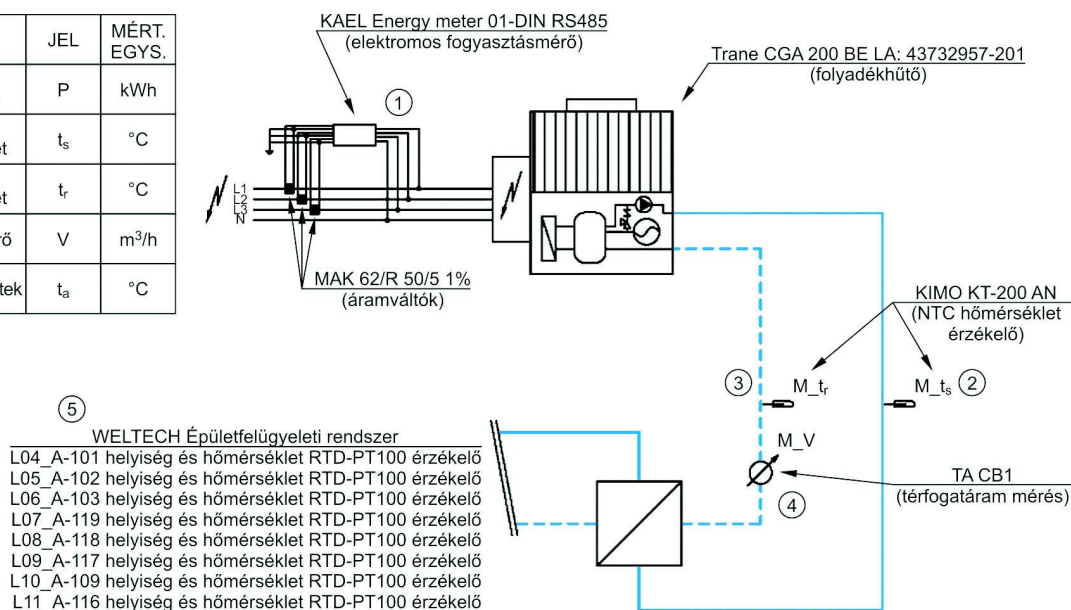 JEL
MÉRT.
EGYS.
P
kWh
ts
°C
tr
°C
V
m³/h
ta
°C
KAEL Energy meter 01-DIN RS485
(elektromos fogyasztásmérő)
Trane CGA 200 BE LA: 43732957-201
(folyadékhűtő)
1
L1
L2
L3
N
MAK 62/R 50/5 1%
(áramváltók)
KIMO KT-200 AN
(NTC hőmérséklet
érzékelő)
3
M_tr
M_ts
2
M_V
TA CB1
(térfogatáram mérés)
4
5
WELTECH Épületfelügyeleti rendszer
L04_A-101 helyiség és hőmérséklet RTD-PT100 érzékelő
L05_A-102 helyiség és hőmérséklet RTD-PT100 érzékelő
L06_A-103 helyiség és hőmérséklet RTD-PT100 érzékelő
L07_A-119 helyiség és hőmérséklet RTD-PT100 érzékelő
L08_A-118 helyiség és hőmérséklet RTD-PT100 érzékelő
L09_A-117 helyiség és hőmérséklet RTD-PT100 érzékelő
L10_A-109 helyiség és hőmérséklet RTD-PT100 érzékelő
L11_A-116 helyiség és hőmérséklet RTD-PT100 érzékelő